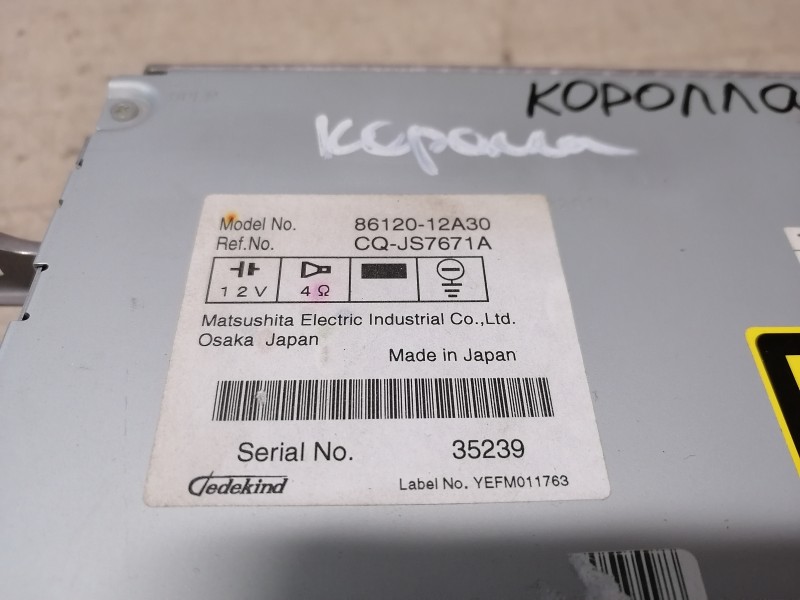 КОРОЛЛА
Королла
Model No. 86120-12A30
Ref.No. CQ-JS7671A
12V 4Ω
Matsushita Electric Industrial Co.,Ltd.
Osaka Japan
Made in Japan
Serial No. 35239
Gedekind Label No. YEFM011763